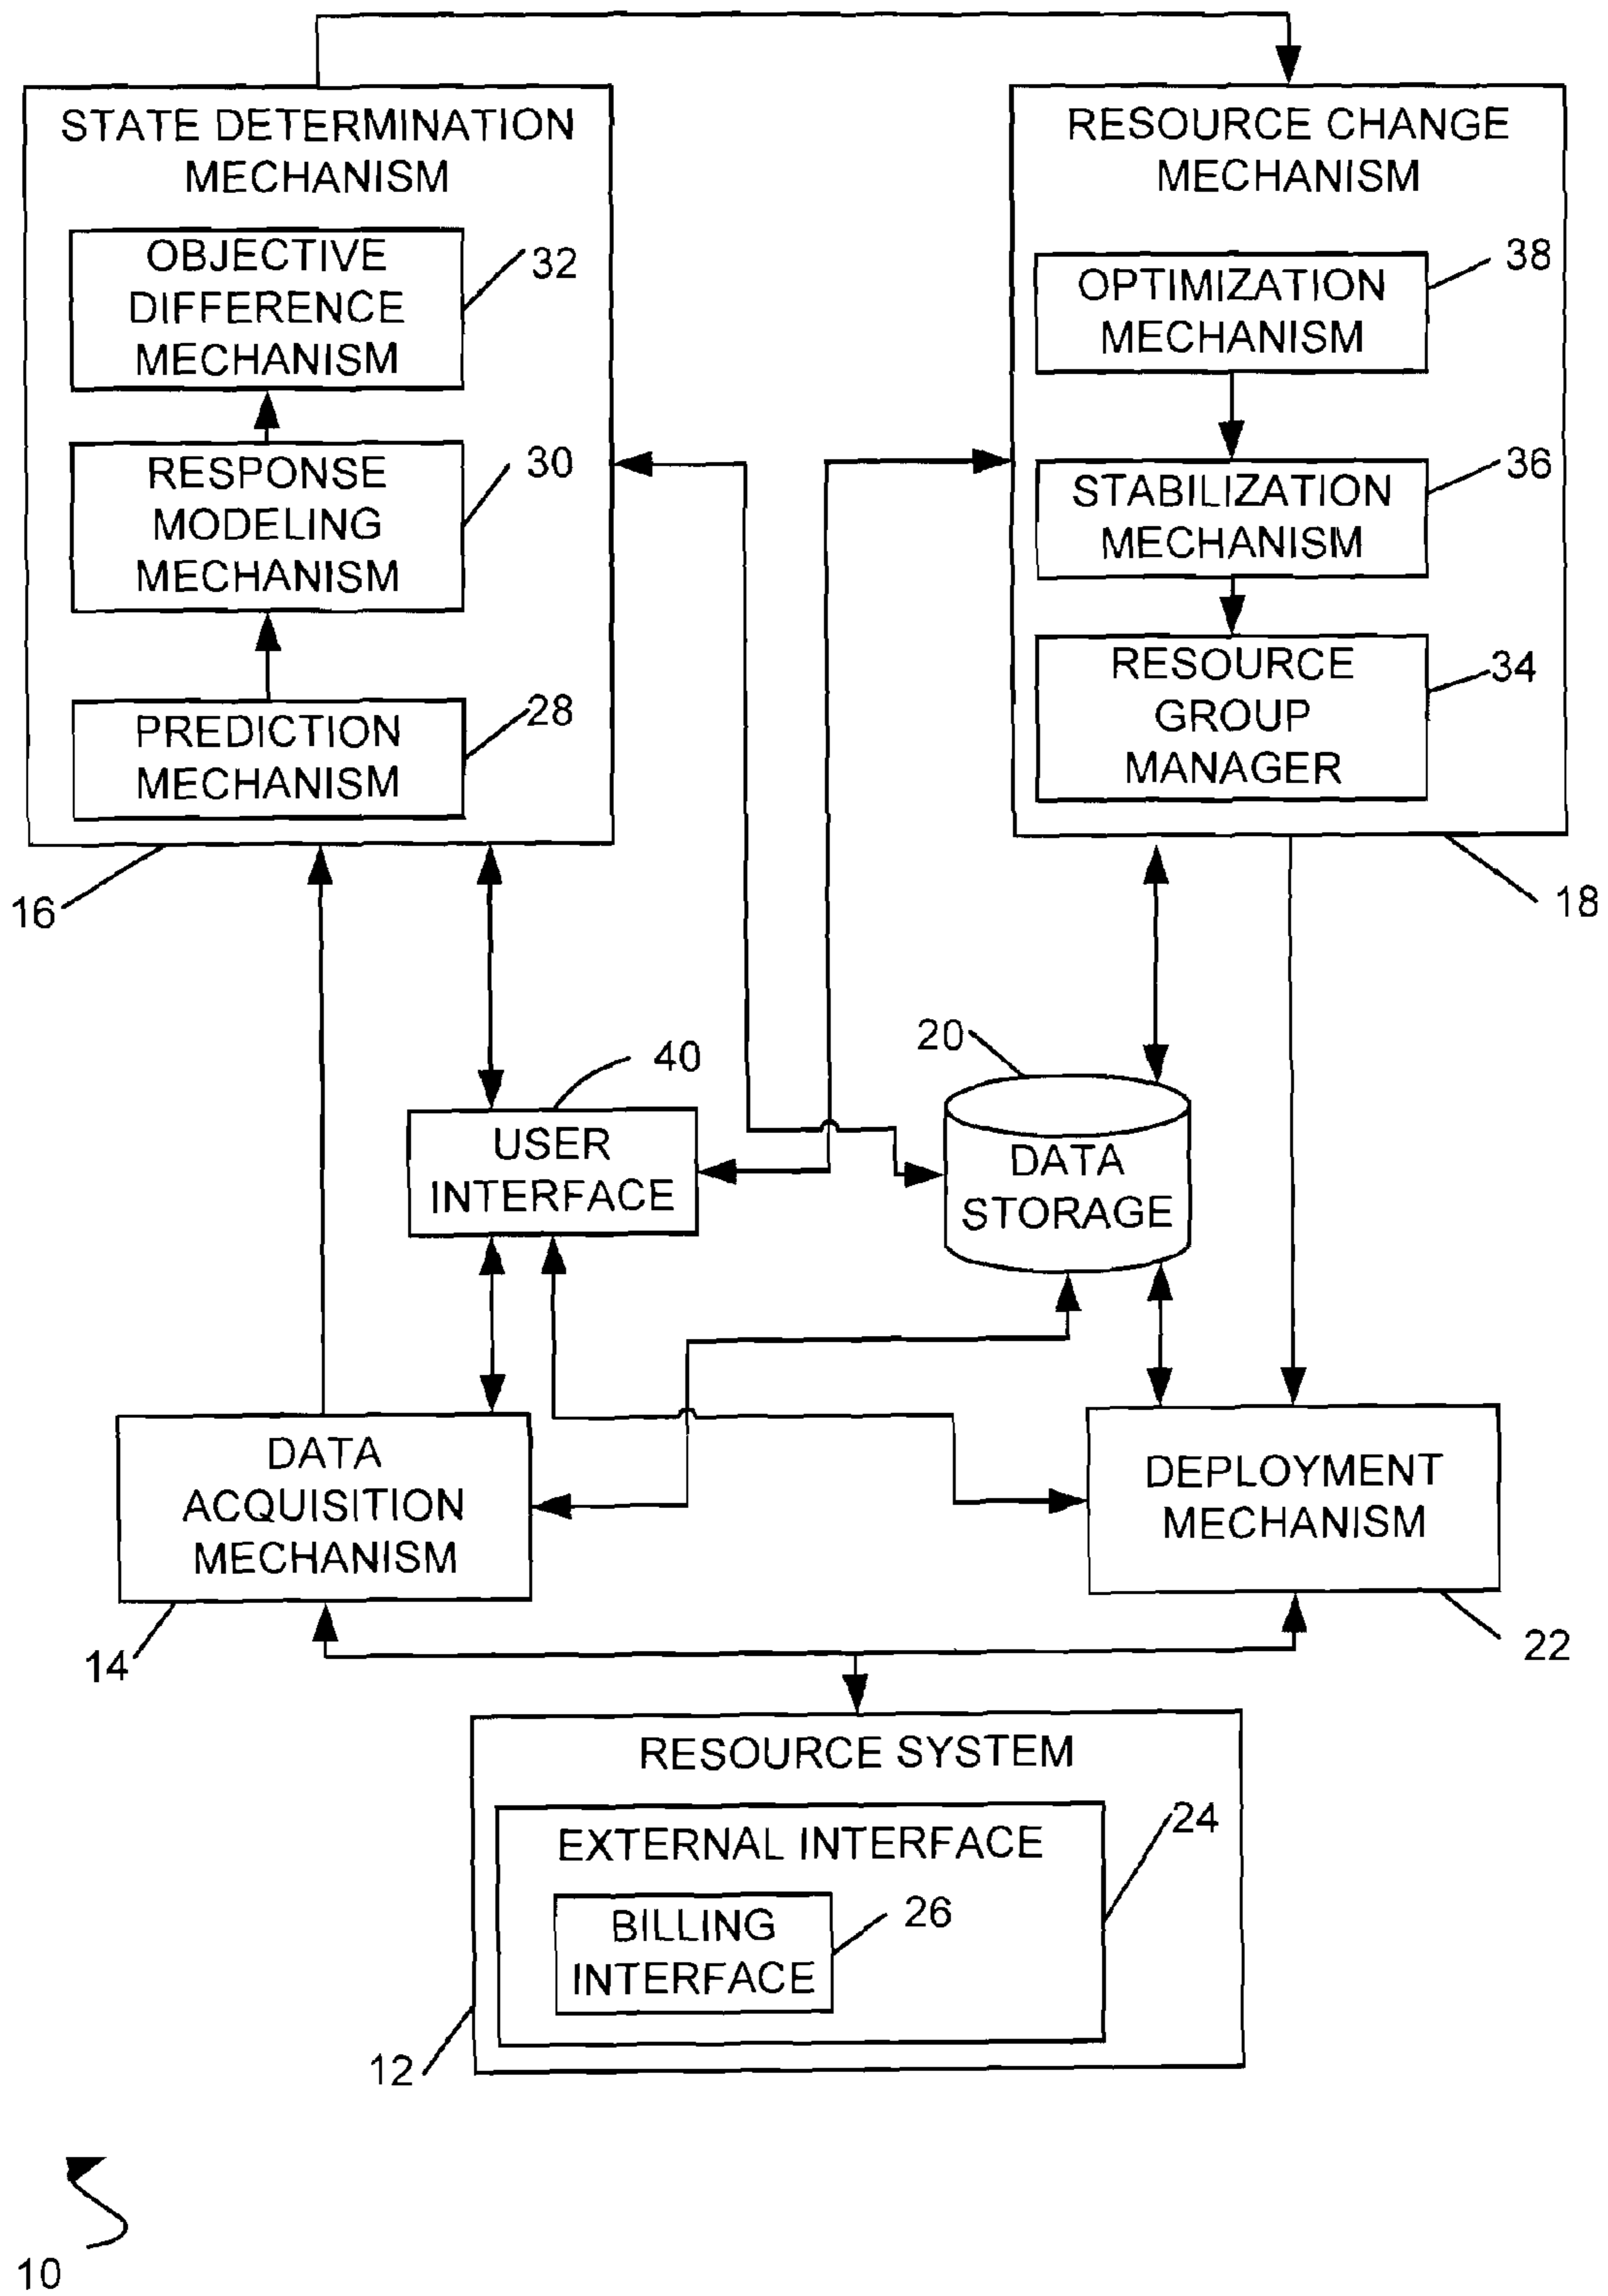 STATE DETERMINATION
MECHANISM
OBJECTIVE
DIFFERENCE
MECHANISM
32
RESPONSE
MODELING
MECHANISM
30
PREDICTION
MECHANISM
28
16
RESOURCE CHANGE
MECHANISM
38
OPTIMIZATION
MECHANISM
36
STABILIZATION
MECHANISM
RESOURCE
GROUP
MANAGER
34
18
40
USER
INTERFACE
20
DATA
STORAGE
DATA
ACQUISITION
MECHANISM
14
DEPLOYMENT
MECHANISM
22
RESOURCE SYSTEM
EXTERNAL INTERFACE
24
BILLING
INTERFACE
26
12
10